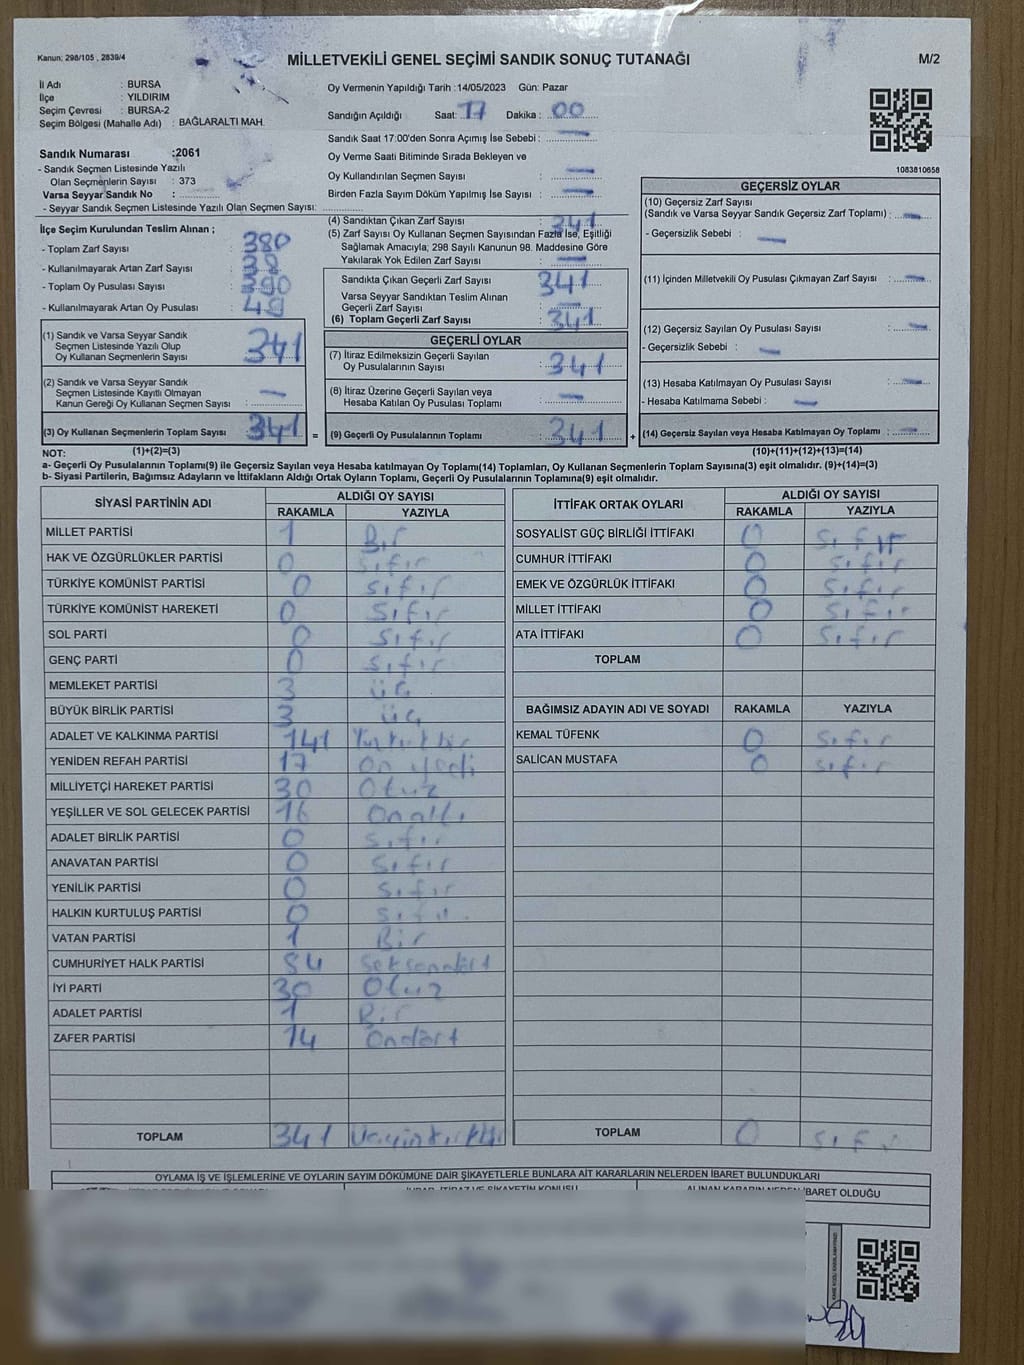 Kanun: 298/105 , 2839/4
MİLLETVEKİLİ GENEL SEÇİMİ SANDIK SONUÇ TUTANAĞI
M/2
İl Adı : BURSA
İlçe : YILDIRIM
Seçim Çevresi : BURSA-2
Seçim Bölgesi (Mahalle Adı) : BAĞLARALTI MAH.
Oy Vermenin Yapıldığı Tarih :14/05/2023 Gün: Pazar
Sandığın Açıldığı Saat: 17 Dakika : 00
Sandık Saat 17:00'den Sonra Açımış İse Sebebi : —
Oy Verme Saati Bitiminde Sırada Bekleyen ve
Oy Kullandırılan Seçmen Sayısı : —
Birden Fazla Sayım Döküm Yapılmış İse Sayısı : —
1083810658
Sandık Numarası :2061
- Sandık Seçmen Listesinde Yazılı
Olan Seçmenlerin Sayısı : 373
Varsa Seyyar Sandık No :
- Seyyar Sandık Seçmen Listesinde Yazılı Olan Seçmen Sayısı:
İlçe Seçim Kurulundan Teslim Alınan ;
- Toplam Zarf Sayısı : 380
- Kullanılmayarak Artan Zarf Sayısı :
- Toplam Oy Pusulası Sayısı :
- Kullanılmayarak Artan Oy Pusulası :
(1) Sandık ve Varsa Seyyar Sandık
Seçmen Listesinde Yazılı Olup
Oy Kullanan Seçmenlerin Sayısı : 341
(2) Sandık ve Varsa Seyyar Sandık
Seçmen Listesinde Kayıtlı Olmayan
Kanun Gereği Oy Kullanan Seçmen Sayısı : —
(3) Oy Kullanan Seçmenlerin Toplam Sayısı : 341
(4) Sandıktan Çıkan Zarf Sayısı : 341
(5) Zarf Sayısı Oy Kullanan Seçmen Sayısından Fazla İse, Eşitliği
Sağlamak Amacıyla; 298 Sayılı Kanunun 98. Maddesine Göre
Yakılarak Yok Edilen Zarf Sayısı : —
Sandıkta Çıkan Geçerli Zarf Sayısı : 341
Varsa Seyyar Sandıktan Teslim Alınan
Geçerli Zarf Sayısı : —
(6) Toplam Geçerli Zarf Sayısı : 341
GEÇERLİ OYLAR
(7) İtiraz Edilmeksizin Geçerli Sayılan
Oy Pusulalarının Sayısı : 341
(8) İtiraz Üzerine Geçerli Sayılan veya
Hesaba Katılan Oy Pusulası Toplamı : —
= (9) Geçerli Oy Pusulalarının Toplamı : 341 +
GEÇERSİZ OYLAR
(10) Geçersiz Zarf Sayısı
(Sandık ve Varsa Seyyar Sandık Geçersiz Zarf Toplamı) : —
- Geçersizlik Sebebi : —
(11) İçinden Milletvekili Oy Pusulası Çıkmayan Zarf Sayısı : —
(12) Geçersiz Sayılan Oy Pusulası Sayısı : —
- Geçersizlik Sebebi : —
(13) Hesaba Katılmayan Oy Pusulası Sayısı : —
- Hesaba Katılmama Sebebi : —
(14) Geçersiz Sayılan veya Hesaba Katılmayan Oy Toplamı : —
NOT: (1)+(2)=(3) (10)+(11)+(12)+(13)=(14)
a- Geçerli Oy Pusulalarının Toplamı(9) ile Geçersiz Sayılan veya Hesaba katılmayan Oy Toplamı(14) Toplamları, Oy Kullanan Seçmenlerin Toplam Sayısına(3) eşit olmalıdır. (9)+(14)=(3)
b- Siyasi Partilerin, Bağımsız Adayların ve İttifakların Aldığı Ortak Oyların Toplamı, Geçerli Oy Pusulalarının Toplamına(9) eşit olmalıdır.
SİYASİ PARTİNİN ADI ALDIĞI OY SAYISI
RAKAMLA YAZIYLA
MİLLET PARTİSİ 1 Bir
HAK VE ÖZGÜRLÜKLER PARTİSİ 0 sıfır
TÜRKİYE KOMÜNİST PARTİSİ 0 sıfır
TÜRKİYE KOMÜNİST HAREKETİ 0 sıfır
SOL PARTİ 0 sıfır
GENÇ PARTİ 0 sıfır
MEMLEKET PARTİSİ 3 üç
BÜYÜK BİRLİK PARTİSİ 3 üç
ADALET VE KALKINMA PARTİSİ 141
YENİDEN REFAH PARTİSİ 17 on yedi
MİLLİYETÇİ HAREKET PARTİSİ 30 Otuz
YEŞİLLER VE SOL GELECEK PARTİSİ 16 onaltı
ADALET BİRLİK PARTİSİ 0 sıfır
ANAVATAN PARTİSİ 0 sıfır
YENİLİK PARTİSİ 0 sıfır
HALKIN KURTULUŞ PARTİSİ 0 sıfır
VATAN PARTİSİ 1 Bir
CUMHURİYET HALK PARTİSİ 84 Seksendört
İYİ PARTİ 30 Otuz
ADALET PARTİSİ 1 Bir
ZAFER PARTİSİ 14 Ondört
TOPLAM 341
İTTİFAK ORTAK OYLARI ALDIĞI OY SAYISI
RAKAMLA YAZIYLA
SOSYALİST GÜÇ BİRLİĞİ İTTİFAKI 0 sıfır
CUMHUR İTTİFAKI 0 sıfır
EMEK VE ÖZGÜRLÜK İTTİFAKI 0 sıfır
MİLLET İTTİFAKI 0 sıfır
ATA İTTİFAKI 0 sıfır
TOPLAM
BAĞIMSIZ ADAYIN ADI VE SOYADI RAKAMLA YAZIYLA
KEMAL TÜFENK 0 sıfır
SALİCAN MUSTAFA 0 sıfır
TOPLAM 0 sıfır
OYLAMA İŞ VE İŞLEMLERİNE VE OYLARIN SAYIM DÖKÜMÜNE DAİR ŞİKAYETLERLE BUNLARA AİT KARARLARIN NELERDEN İBARET BULUNDUKLARI
İHBAR, İTİRAZ VE ŞİKAYETİN KONUSU
ALINAN KARARIN NEDEN İBARET OLDUĞU